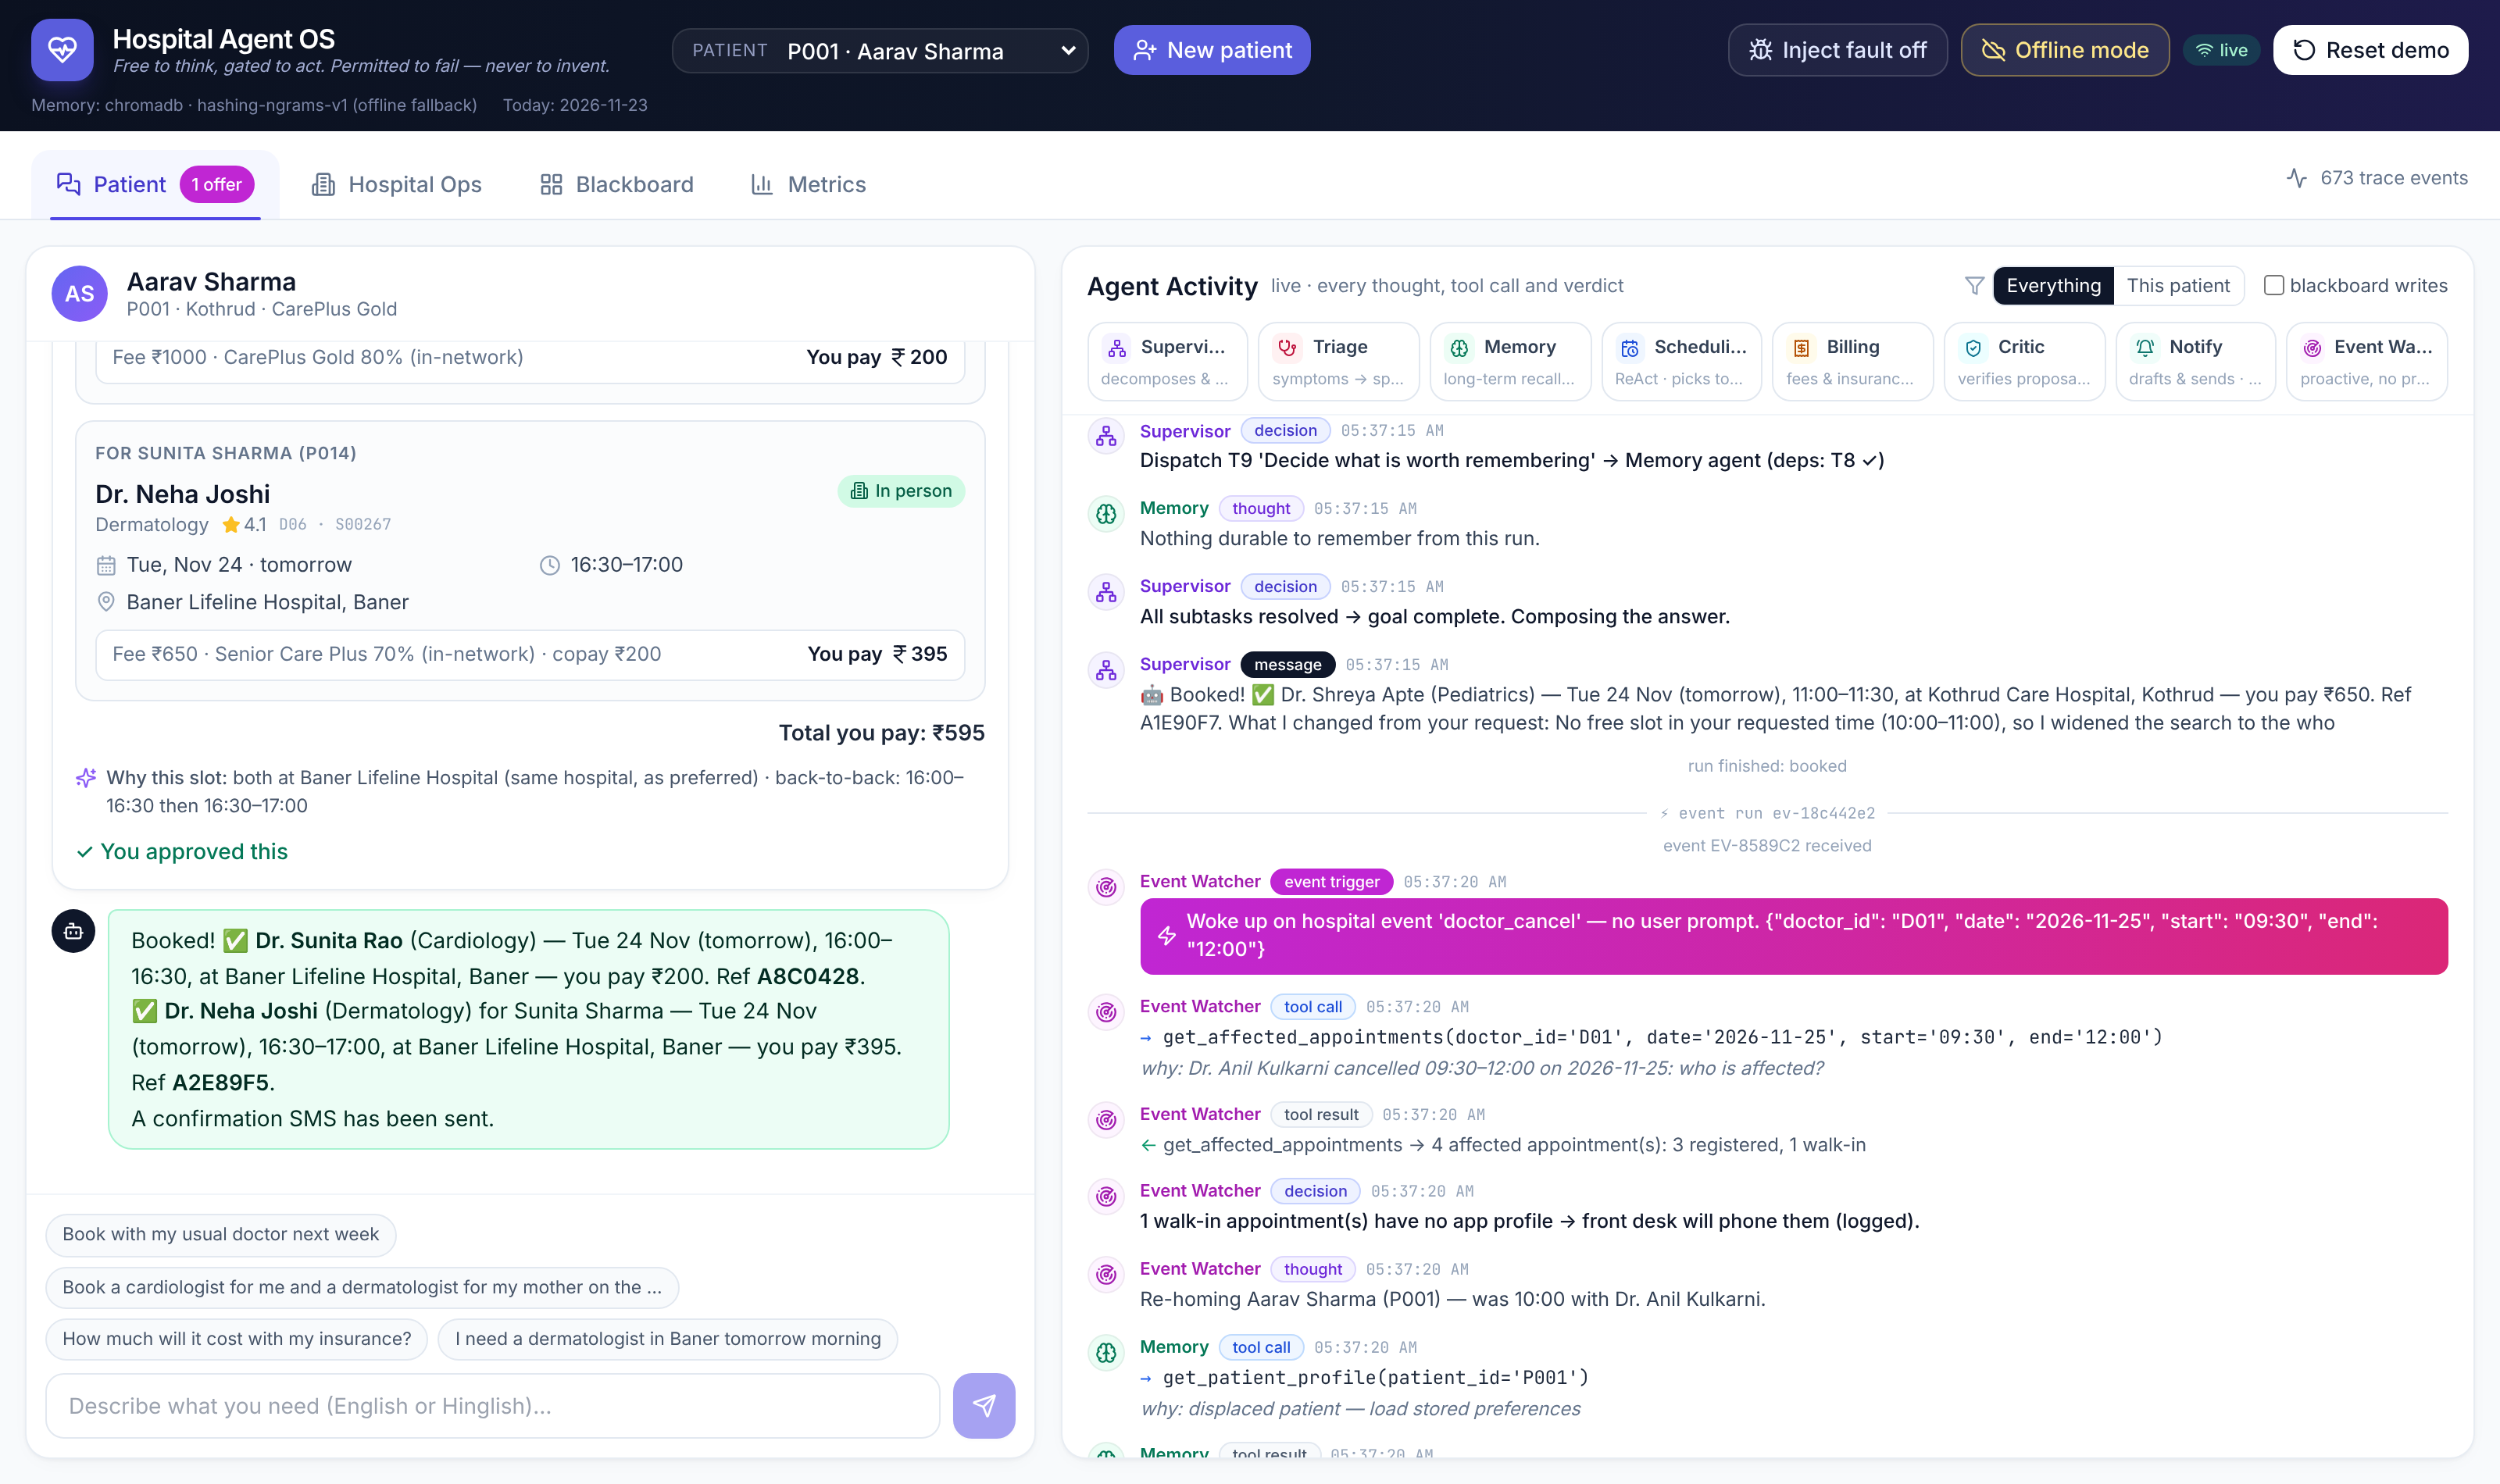 Hospital Agent OS
Free to think, gated to act. Permitted to fail — never to invent.
PATIENT P001 · Aarav Sharma
New patient
Inject fault off
Offline mode
live
Reset demo
Memory: chromadb · hashing-ngrams-v1 (offline fallback) Today: 2026-11-23
Patient 1 offer
Hospital Ops
Blackboard
Metrics
673 trace events
AS
Aarav Sharma
P001 · Kothrud · CarePlus Gold
Fee ₹1000 · CarePlus Gold 80% (in-network) You pay ₹200
FOR SUNITA SHARMA (P014)
Dr. Neha Joshi
In person
Dermatology ⭐ 4.1 D06 · S00267
Tue, Nov 24 · tomorrow 16:30–17:00
Baner Lifeline Hospital, Baner
Fee ₹650 · Senior Care Plus 70% (in-network) · copay ₹200 You pay ₹395
Total you pay: ₹595
Why this slot: both at Baner Lifeline Hospital (same hospital, as preferred) · back-to-back: 16:00–
16:30 then 16:30–17:00
✓ You approved this
Booked! ✅ Dr. Sunita Rao (Cardiology) — Tue 24 Nov (tomorrow), 16:00–
16:30, at Baner Lifeline Hospital, Baner — you pay ₹200. Ref A8C0428.
✅ Dr. Neha Joshi (Dermatology) for Sunita Sharma — Tue 24 Nov
(tomorrow), 16:30–17:00, at Baner Lifeline Hospital, Baner — you pay ₹395.
Ref A2E89F5.
A confirmation SMS has been sent.
Book with my usual doctor next week
Book a cardiologist for me and a dermatologist for my mother on the ...
How much will it cost with my insurance?
I need a dermatologist in Baner tomorrow morning
Describe what you need (English or Hinglish)...
Agent Activity live · every thought, tool call and verdict
Everything
This patient
blackboard writes
Supervi...
decomposes & ...
Triage
symptoms → sp...
Memory
long-term recall...
Scheduli...
ReAct · picks to...
Billing
fees & insuranc...
Critic
verifies proposa...
Notify
drafts & sends · ...
Event Wa...
proactive, no pr...
Supervisor decision 05:37:15 AM
Dispatch T9 'Decide what is worth remembering' → Memory agent (deps: T8 ✓)
Memory thought 05:37:15 AM
Nothing durable to remember from this run.
Supervisor decision 05:37:15 AM
All subtasks resolved → goal complete. Composing the answer.
Supervisor message 05:37:15 AM
🤖 Booked! ✅ Dr. Shreya Apte (Pediatrics) — Tue 24 Nov (tomorrow), 11:00–11:30, at Kothrud Care Hospital, Kothrud — you pay ₹650. Ref
A1E90F7. What I changed from your request: No free slot in your requested time (10:00–11:00), so I widened the search to the who
run finished: booked
⚡ event run ev-18c442e2
event EV-8589C2 received
Event Watcher event trigger 05:37:20 AM
Woke up on hospital event 'doctor_cancel' — no user prompt. {"doctor_id": "D01", "date": "2026-11-25", "start": "09:30", "end":
"12:00"}
Event Watcher tool call 05:37:20 AM
→ get_affected_appointments(doctor_id='D01', date='2026-11-25', start='09:30', end='12:00')
why: Dr. Anil Kulkarni cancelled 09:30–12:00 on 2026-11-25: who is affected?
Event Watcher tool result 05:37:20 AM
← get_affected_appointments → 4 affected appointment(s): 3 registered, 1 walk-in
Event Watcher decision 05:37:20 AM
1 walk-in appointment(s) have no app profile → front desk will phone them (logged).
Event Watcher thought 05:37:20 AM
Re-homing Aarav Sharma (P001) — was 10:00 with Dr. Anil Kulkarni.
Memory tool call 05:37:20 AM
→ get_patient_profile(patient_id='P001')
why: displaced patient — load stored preferences
Memory tool result 05:37:20 AM